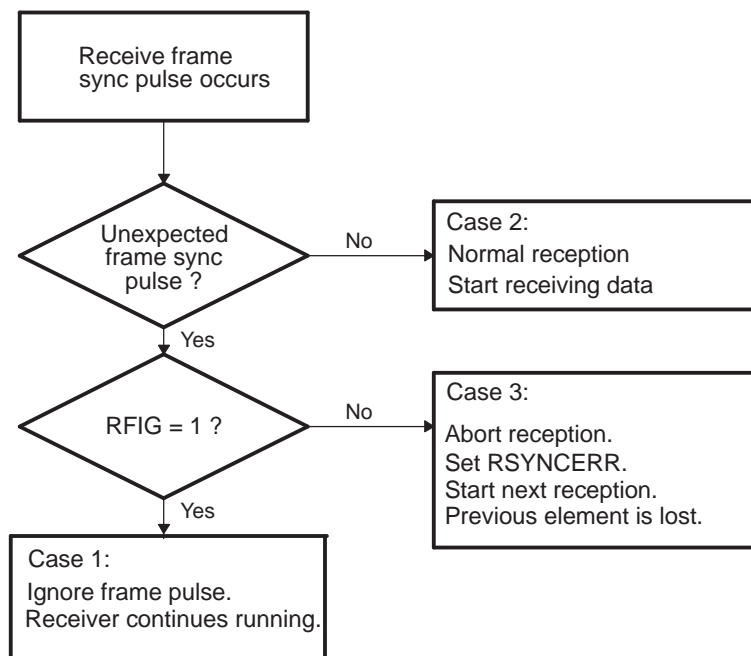 Receive frame
sync pulse occurs
Unexpected
frame sync
pulse ?
No
Case 2:
Normal reception
Start receiving data
Yes
RFIG = 1 ?
No
Case 3:
Abort reception.
Set RSYNCERR.
Start next reception.
Previous element is lost.
Yes
Case 1:
Ignore frame pulse.
Receiver continues running.